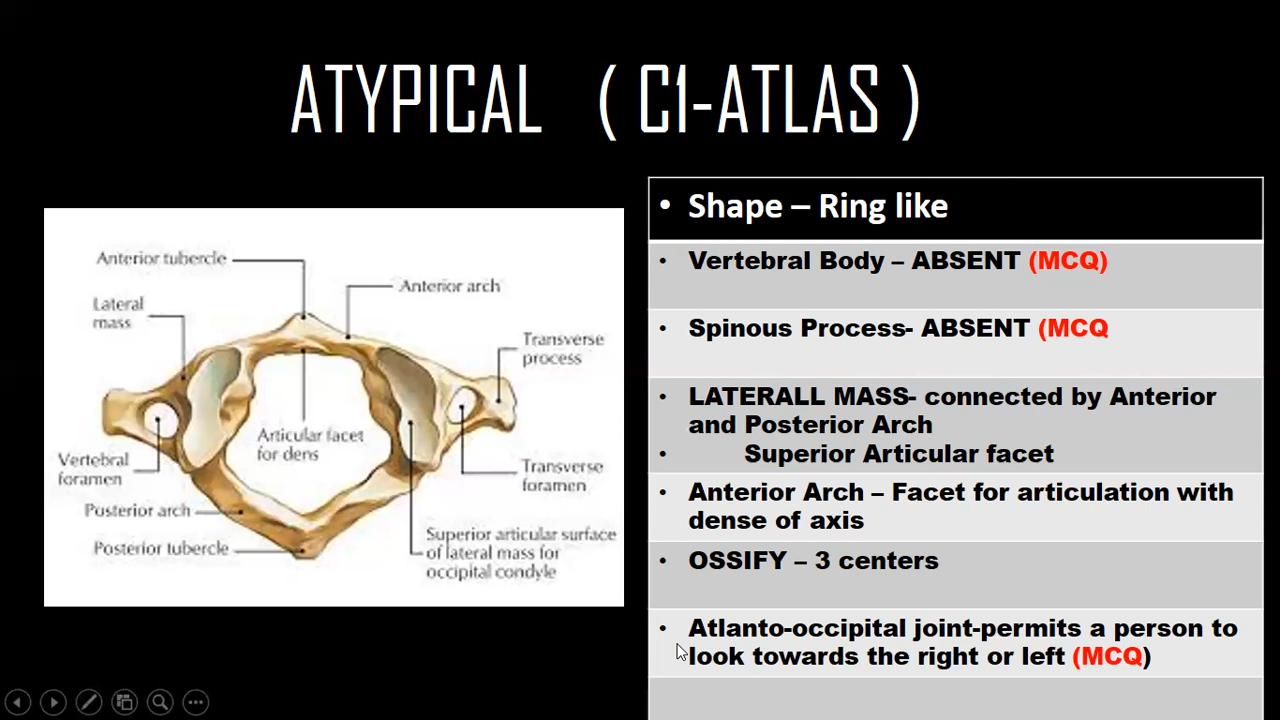 ATYPICAL ( C1-ATLAS )
Anterior tubercle
Anterior arch
Lateral
mass
Transverse
process
Articular facet
for dens
Vertebral
foramen
Transverse
foramen
Posterior arch
Posterior tubercle
Superior articular surface
of lateral mass for
occipital condyle
• Shape – Ring like
• Vertebral Body – ABSENT (MCQ)
• Spinous Process- ABSENT (MCQ
• LATERALL MASS- connected by Anterior
and Posterior Arch
• Superior Articular facet
• Anterior Arch – Facet for articulation with
dense of axis
• OSSIFY – 3 centers
• Atlanto-occipital joint-permits a person to
look towards the right or left (MCQ)